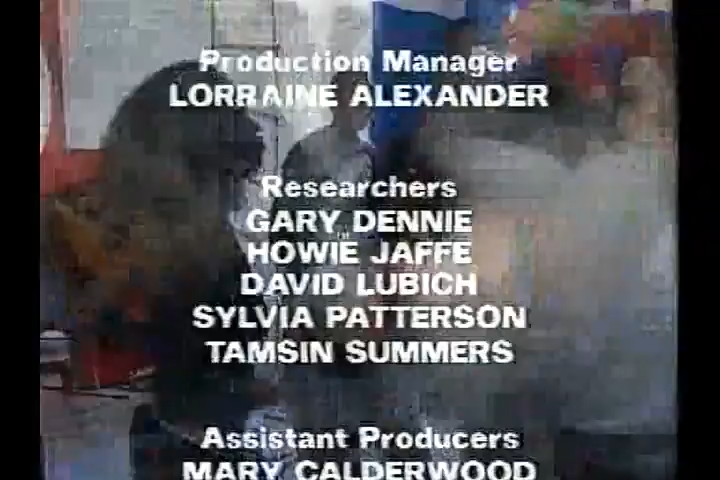 Production Manager
LORRAINE ALEXANDER
Researchers
GARY DENNIE
HOWIE JAFFE
DAVID LUBICH
SYLVIA PATTERSON
TAMSIN SUMMERS
Assistant Producers
MARY CALDERWOOD